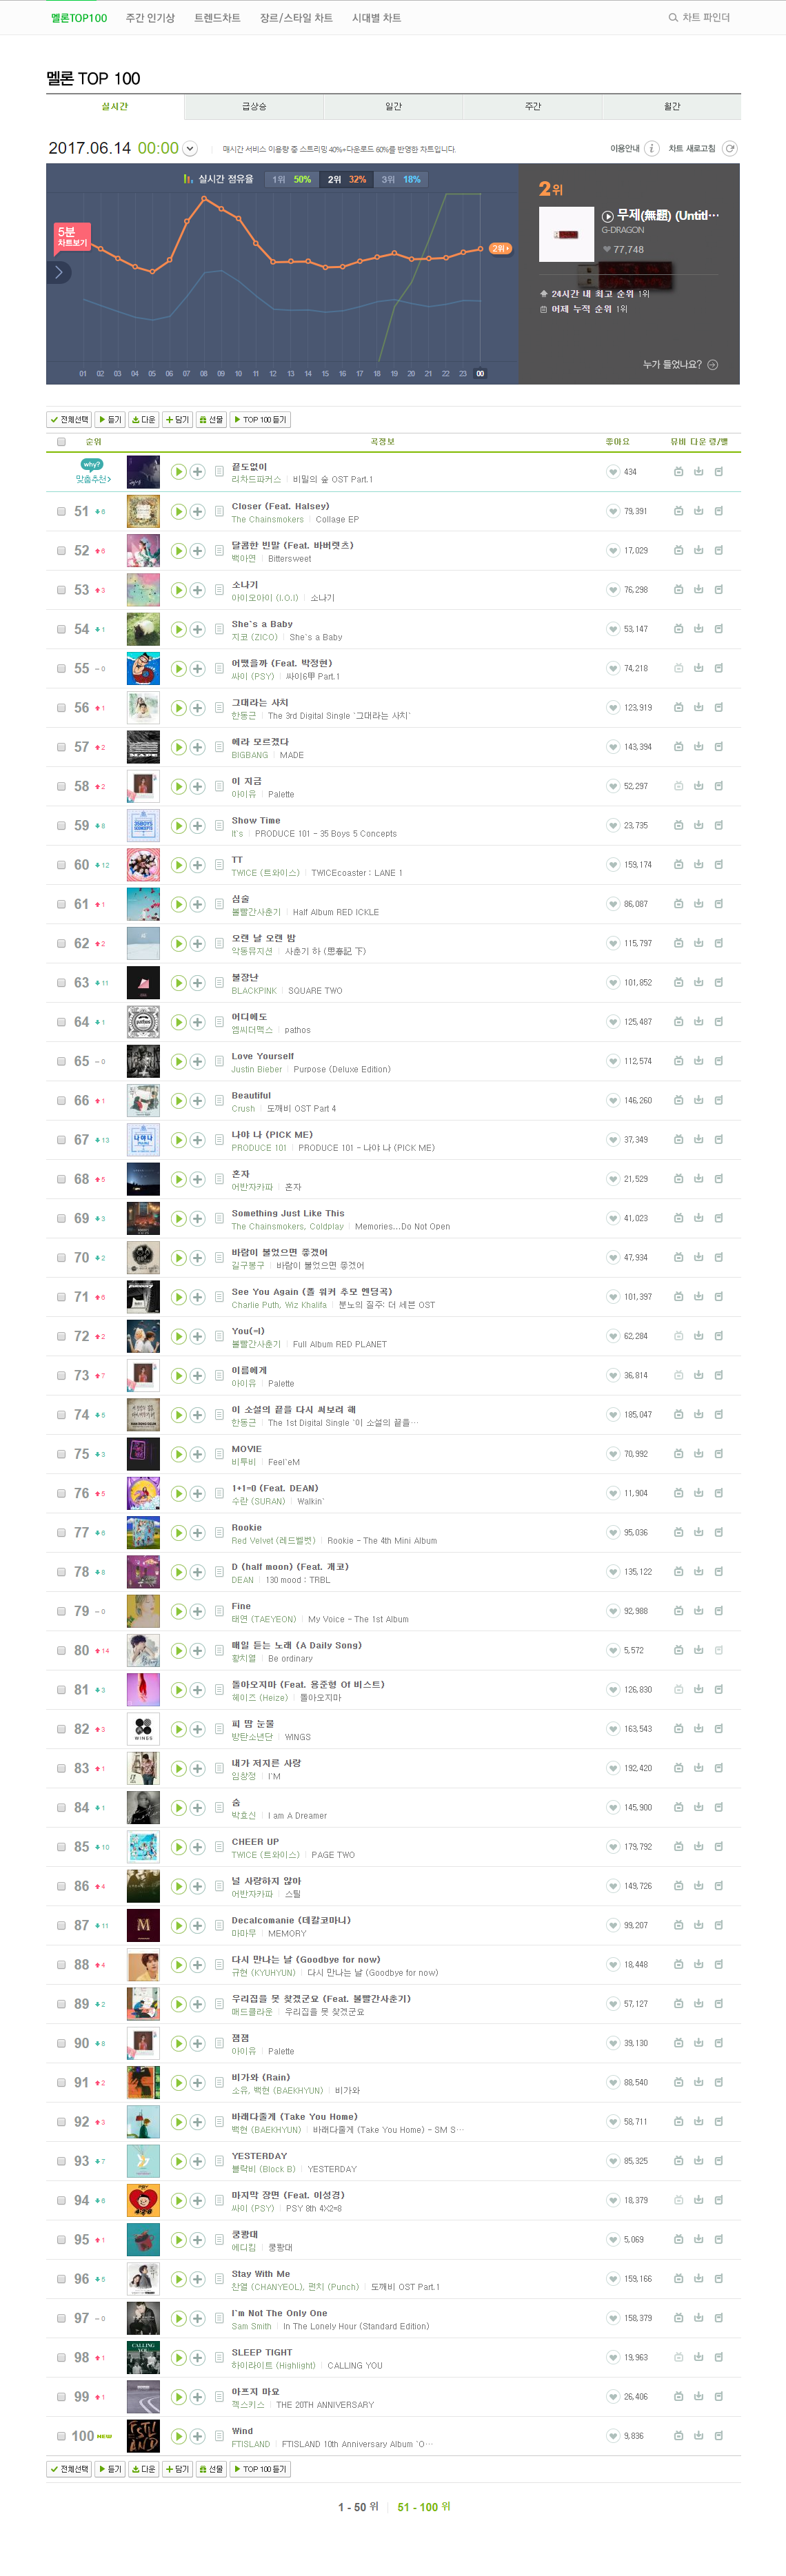 멜론TOP100 주간 인기상 트렌드차트 장르/스타일 차트 시대별 차트 차트 파인더
멜론 TOP 100
실시간 급상승 일간 주간 월간
2017.06.14 00:00 매시간 서비스 이용량 중 스트리밍 40%+다운로드 60%를 반영한 차트입니다. 이용안내 차트 새로고침
실시간 점유율 1위 50% 2위 32% 3위 18%
5분
차트보기
2위
01 02 03 04 05 06 07 08 09 10 11 12 13 14 15 16 17 18 19 20 21 22 23 00
2위
무제(無題) (Untitl…
G-DRAGON
77,748
24시간 내 최고 순위 1위
어제 누적 순위 1위
누가 들었나요?
전체선택 듣기 다운 담기 선물 TOP 100 듣기
순위 곡정보 좋아요 뮤비 다운 링/벨
why?
맞춤추천
끝도없이
리차드파커스 비밀의 숲 OST Part.1
434
51 6 Closer (Feat. Halsey)
The Chainsmokers Collage EP
79,391
52 6 달콤한 빈말 (Feat. 바버렛츠)
백아연 Bittersweet
17,029
53 3 소나기
아이오아이 (I.O.I) 소나기
76,298
54 1 She's a Baby
지코 (ZICO) She's a Baby
53,147
55 0 어땠을까 (Feat. 박정현)
싸이 (PSY) 싸이6甲 Part.1
74,218
56 1 그대라는 사치
한동근 The 3rd Digital Single '그대라는 사치'
123,919
57 2 에라 모르겠다
BIGBANG MADE
143,394
58 2 이 지금
아이유 Palette
52,297
59 8 Show Time
It's PRODUCE 101 - 35 Boys 5 Concepts
23,735
60 12 TT
TWICE (트와이스) TWICEcoaster : LANE 1
159,174
61 1 심술
볼빨간사춘기 Half Album RED ICKLE
86,087
62 2 오랜 날 오랜 밤
악동뮤지션 사춘기 하 (思春記 下)
115,797
63 11 불장난
BLACKPINK SQUARE TWO
101,852
64 1 어디에도
엠씨더맥스 pathos
125,487
65 0 Love Yourself
Justin Bieber Purpose (Deluxe Edition)
112,574
66 1 Beautiful
Crush 도깨비 OST Part 4
146,260
67 13 나야 나 (PICK ME)
PRODUCE 101 PRODUCE 101 - 나야 나 (PICK ME)
37,349
68 5 혼자
어반자카파 혼자
21,529
69 3 Something Just Like This
The Chainsmokers, Coldplay Memories...Do Not Open
41,023
70 2 바람이 불었으면 좋겠어
길구봉구 바람이 불었으면 좋겠어
47,934
71 6 See You Again (폴 워커 추모 엔딩곡)
Charlie Puth, Wiz Khalifa 분노의 질주: 더 세븐 OST
101,397
72 2 You(=I)
볼빨간사춘기 Full Album RED PLANET
62,284
73 7 이름에게
아이유 Palette
36,814
74 5 이 소설의 끝을 다시 써보려 해
한동근 The 1st Digital Single '이 소설의 끝을…
185,047
75 3 MOVIE
비투비 Feel'eM
70,992
76 5 1+1=0 (Feat. DEAN)
수란 (SURAN) Walkin'
11,904
77 6 Rookie
Red Velvet (레드벨벳) Rookie - The 4th Mini Album
95,036
78 8 D (half moon) (Feat. 개코)
DEAN 130 mood : TRBL
135,122
79 0 Fine
태연 (TAEYEON) My Voice - The 1st Album
92,988
80 14 매일 듣는 노래 (A Daily Song)
황치열 Be ordinary
5,572
81 3 돌아오지마 (Feat. 용준형 Of 비스트)
헤이즈 (Heize) 돌아오지마
126,830
82 3 피 땀 눈물
방탄소년단 WINGS
163,543
83 1 내가 저지른 사랑
임창정 I'M
192,420
84 1 숨
박효신 I am A Dreamer
145,900
85 10 CHEER UP
TWICE (트와이스) PAGE TWO
179,792
86 4 널 사랑하지 않아
어반자카파 스틸
149,726
87 11 Decalcomanie (데칼코마니)
마마무 MEMORY
99,207
88 4 다시 만나는 날 (Goodbye for now)
규현 (KYUHYUN) 다시 만나는 날 (Goodbye for now)
18,448
89 2 우리집을 못 찾겠군요 (Feat. 볼빨간사춘기)
매드클라운 우리집을 못 찾겠군요
57,127
90 8 잼잼
아이유 Palette
39,130
91 2 비가와 (Rain)
소유, 백현 (BAEKHYUN) 비가와
88,540
92 3 바래다줄게 (Take You Home)
백현 (BAEKHYUN) 바래다줄게 (Take You Home) - SM S…
58,711
93 7 YESTERDAY
블락비 (Block B) YESTERDAY
85,325
94 8 마지막 장면 (Feat. 이성경)
싸이 (PSY) PSY 8th 4X2=8
18,379
95 1 쿵쾅대
에디킴 쿵쾅대
5,069
96 5 Stay With Me
찬열 (CHANYEOL), 펀치 (Punch) 도깨비 OST Part.1
159,166
97 0 I'm Not The Only One
Sam Smith In The Lonely Hour (Standard Edition)
158,379
98 1 SLEEP TIGHT
하이라이트 (Highlight) CALLING YOU
19,963
99 1 아프지 마요
젝스키스 THE 20TH ANNIVERSARY
26,406
100 NEW Wind
FTISLAND FTISLAND 10th Anniversary Album 'O…
9,836
전체선택 듣기 다운 담기 선물 TOP 100 듣기
1 - 50 위 51 - 100 위